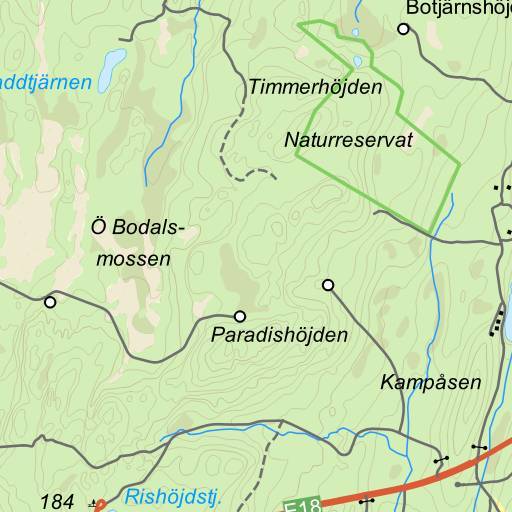 Botjärnshöjd
addtjärnen
Timmerhöjden
Naturreservat
Ö Bodals-
mossen
Paradishöjden
Kampåsen
184
Rishöjdstj.
E18